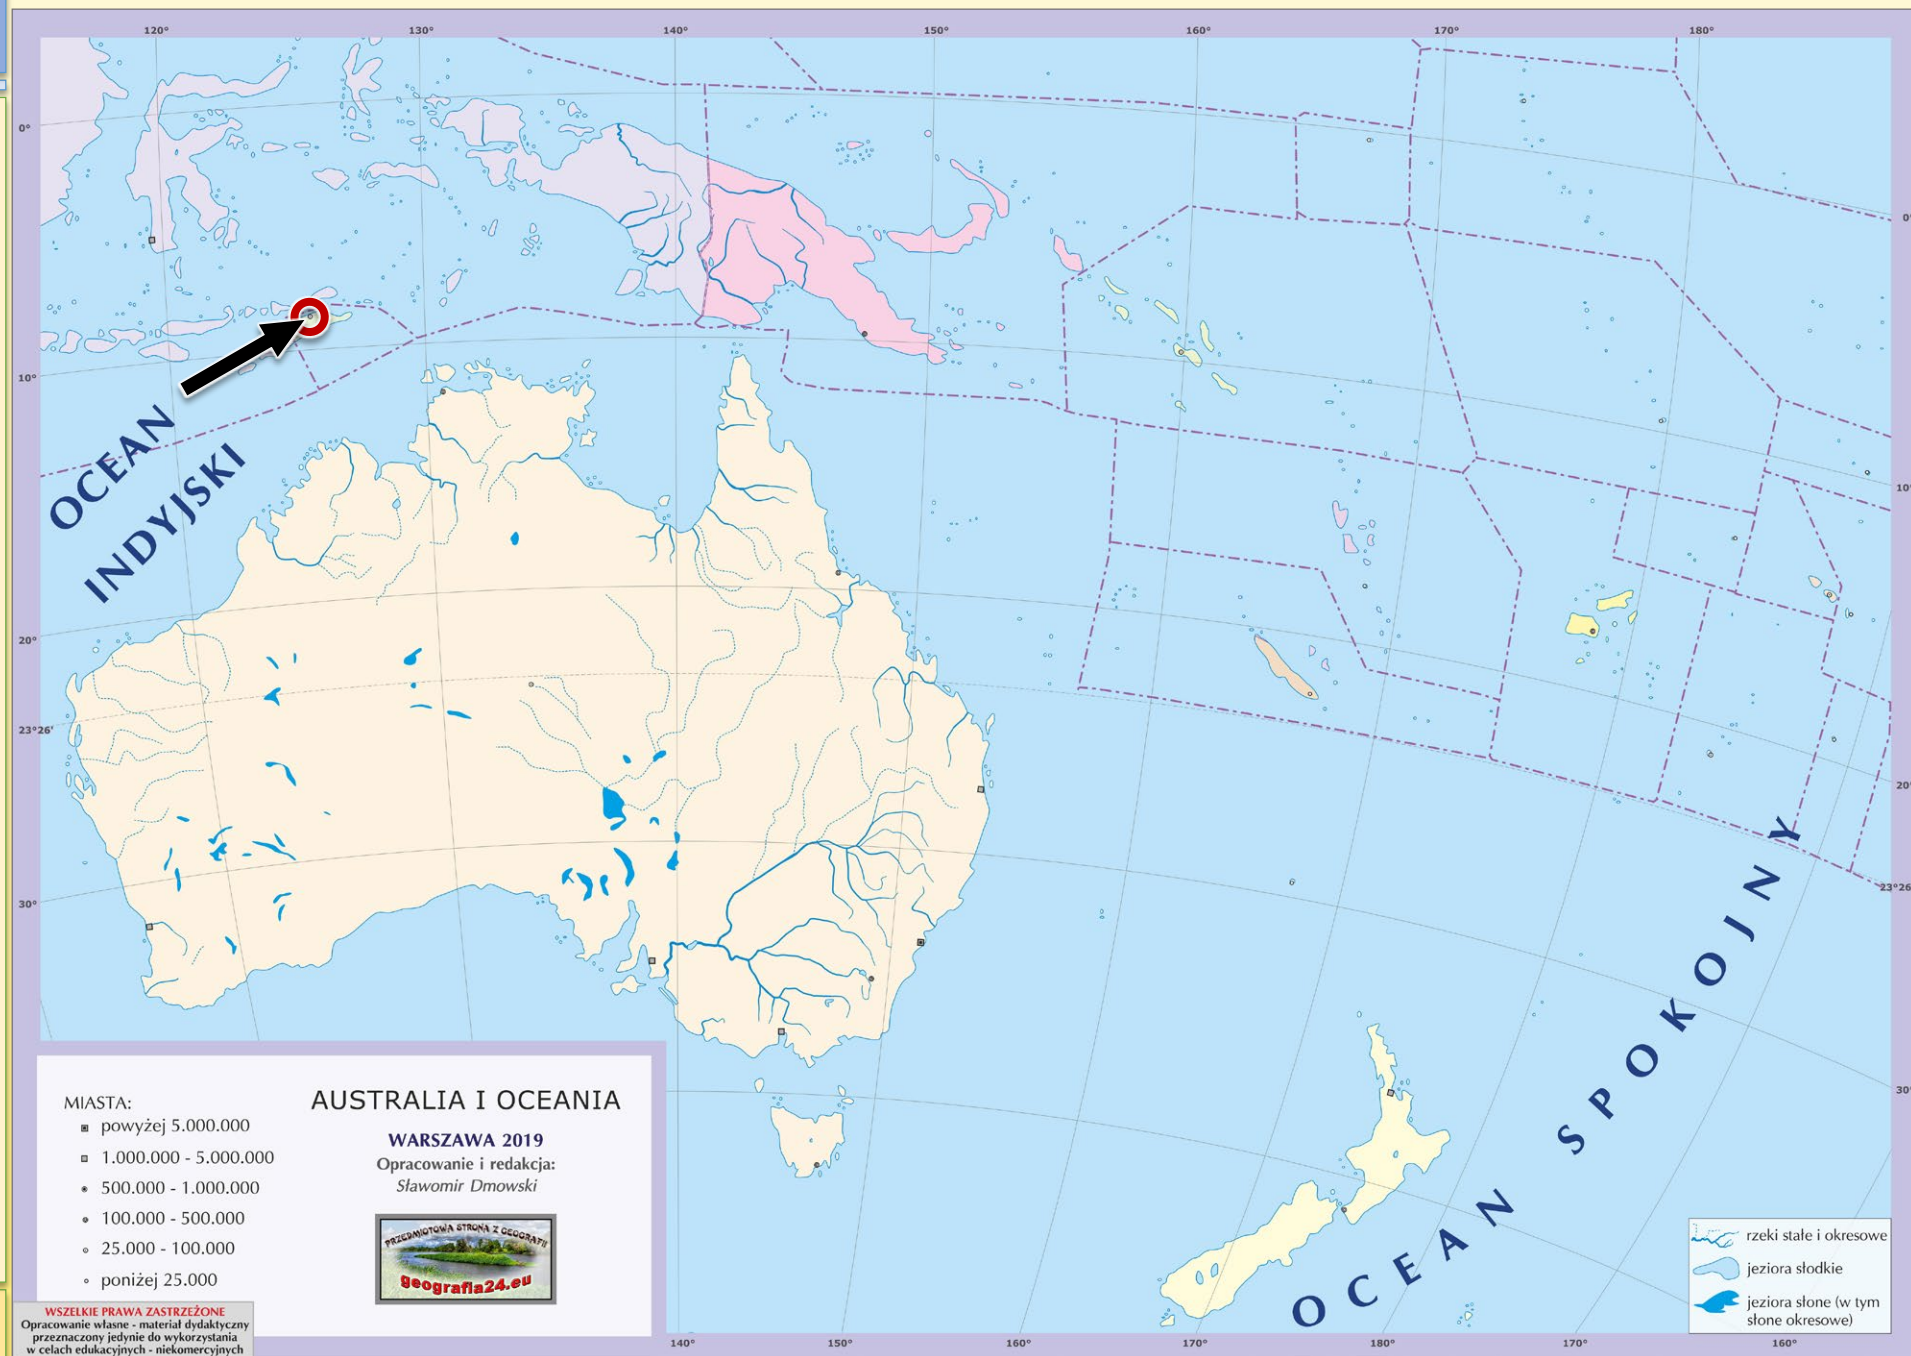 120°
130°
140°
150°
160°
170°
180°
0°
10°
20°
23°26'
30°
0°
10°
20°
23°26
30°
OCEAN
INDYJSKI
OCEAN SPOKOJNY
MIASTA:
powyżej 5.000.000
1.000.000 - 5.000.000
500.000 - 1.000.000
100.000 - 500.000
25.000 - 100.000
poniżej 25.000
AUSTRALIA I OCEANIA
WARSZAWA 2019
Opracowanie i redakcja:
Sławomir Dmowski
PRZEDMIOTOWA STRONA Z GEOGRAFII
geografia24.eu
WSZELKIE PRAWA ZASTRZEŻONE
Opracowanie własne - materiał dydaktyczny
przeznaczony jedynie do wykorzystania
w celach edukacyjnych - niekomercyjnych
rzeki stałe i okresowe
jeziora słodkie
jeziora słone (w tym
słone okresowe)
140°
150°
160°
170°
180°
170°
160°